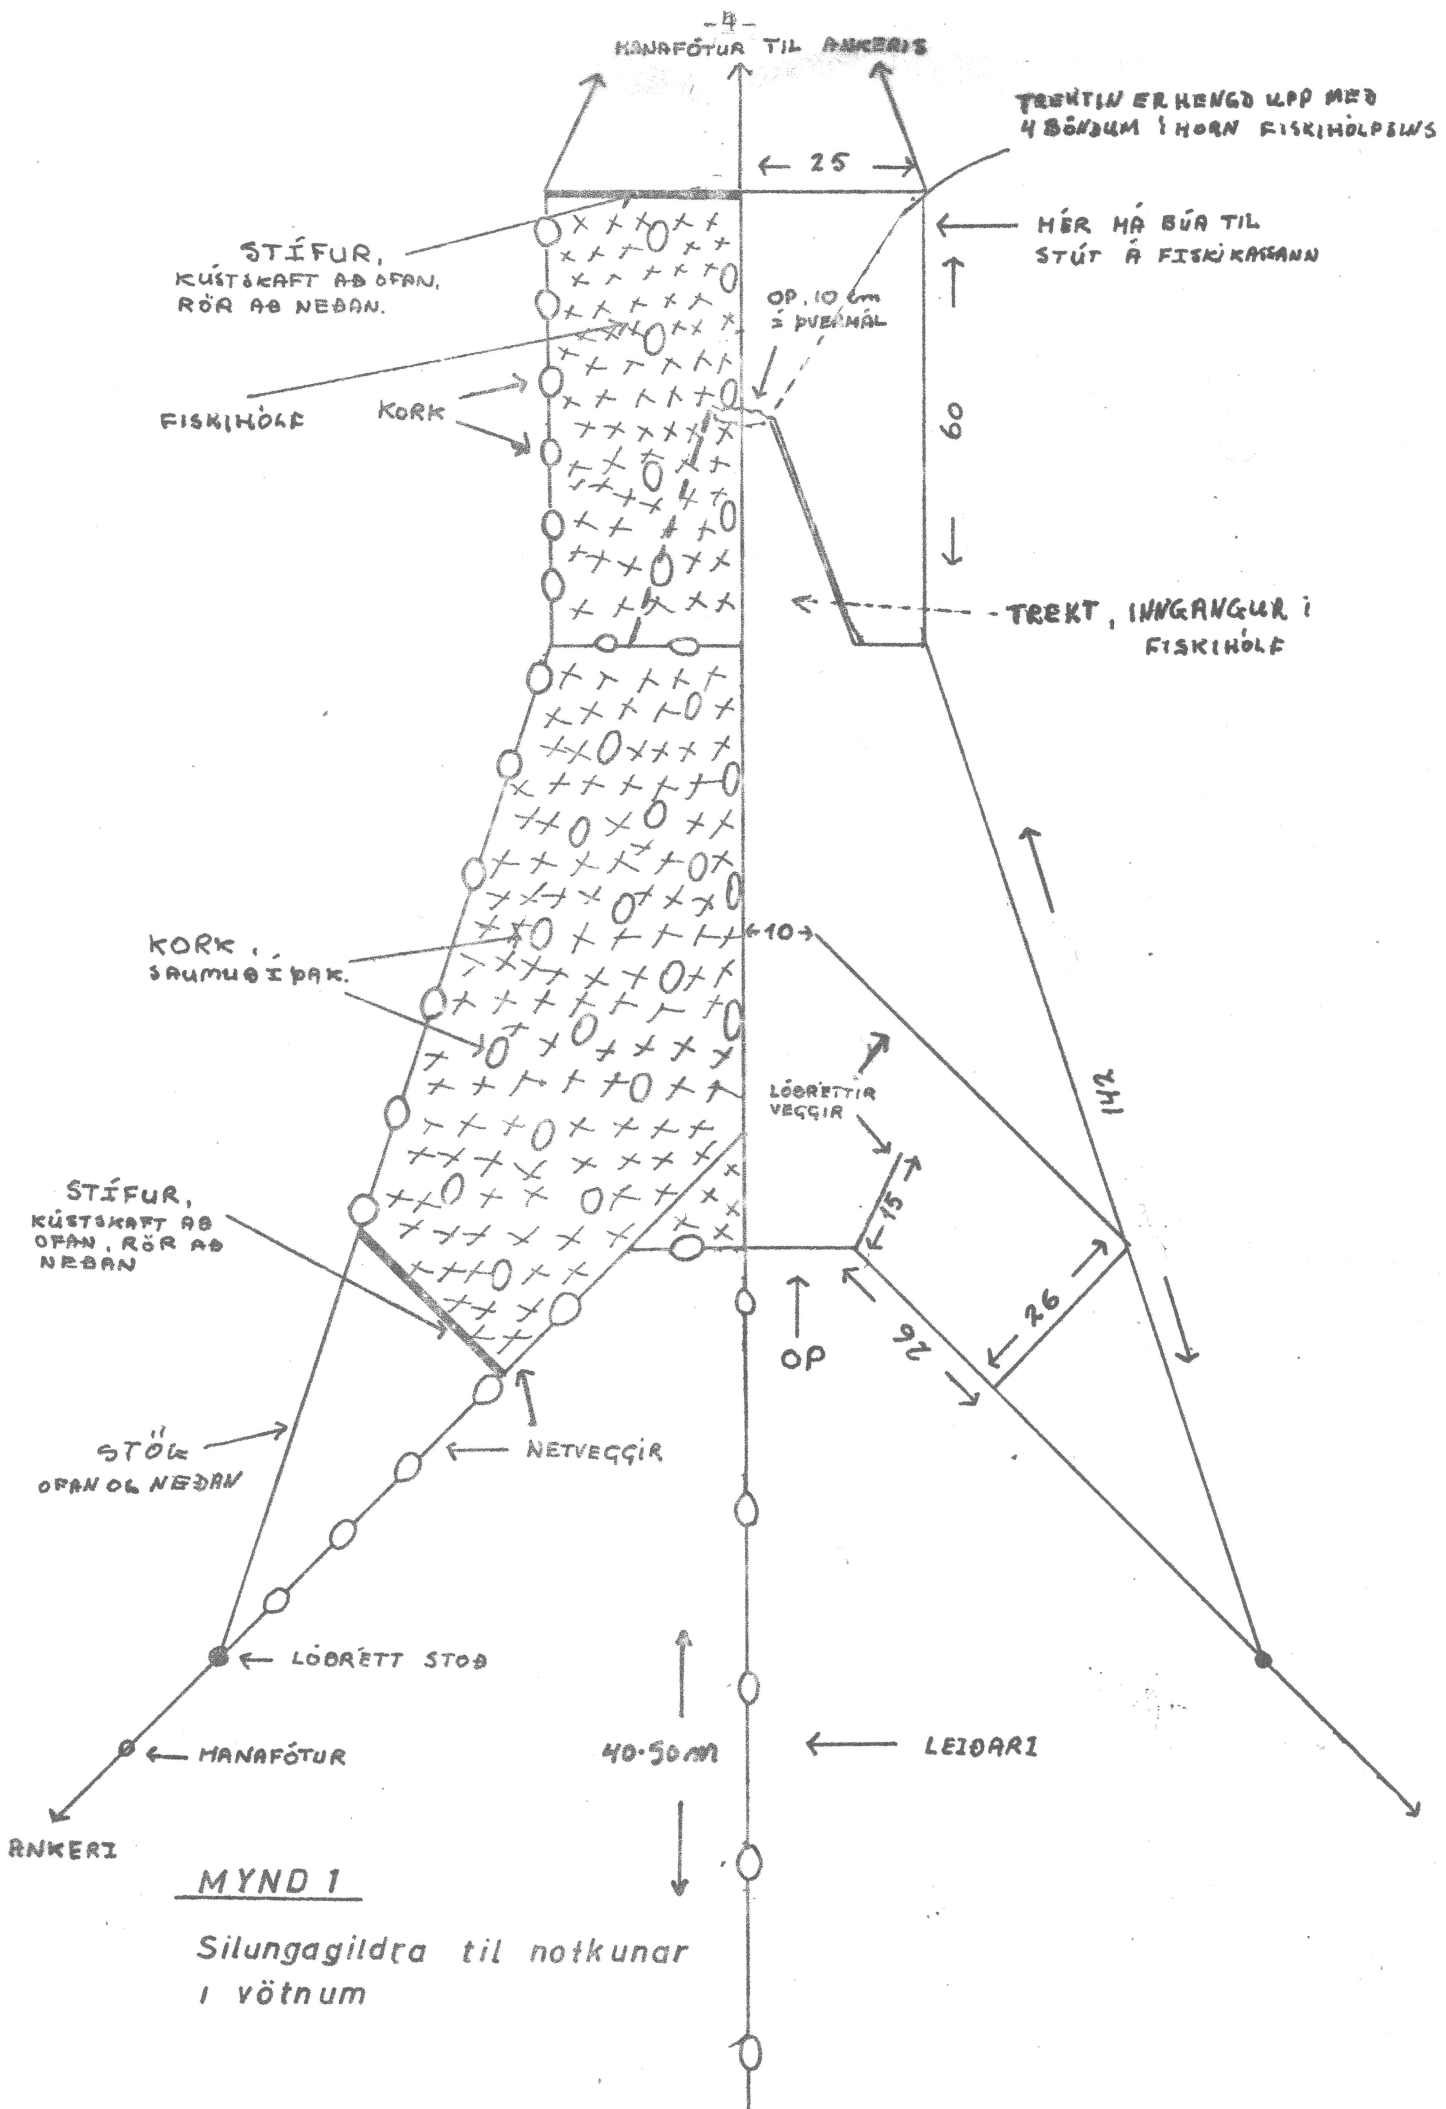 -4-
HANAFÓTUR TIL ANKERIS
TREKTIN ER HENGD UPP MEÐ
4 BÖNDUM Í HORN FISKIHÓLFSINS
25
HÉR MÁ BÚA TIL
STÚT Á FISKIKASSANN
STÍFUR,
KÚSTSKAFT AÐ OFAN,
RÖR AÐ NEÐAN.
OP, 10 cm
Í ÞVERMÁL
FISKIHÓLF
KORK
60
TREKT, INNGANGUR Í
FISKIHÓLF
KORK,
SAUMUÐ Í ÞAK.
10
142
LÓÐRÉTTIR
VEGGIR
STÍFUR,
KÚSTSKAFT AÐ
OFAN, RÖR AÐ
NEÐAN
15
26
26
OP
STÖG
OFAN OG NEÐAN
NETVEGGIR
LÓÐRÉTT STOÐ
HANAFÓTUR
40-50m
LEIÐARI
ANKERI
MYND 1
Silungagildra til notkunar
í vötnum